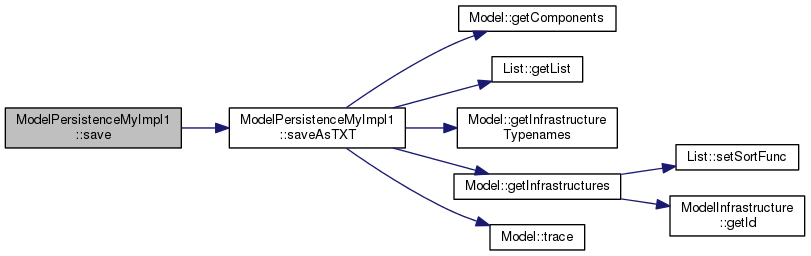 ModelPersistenceMyImpl1
::save
ModelPersistenceMyImpl1
::saveAsTXT
Model::getComponents
List::getList
Model::getInfrastructure
Typenames
Model::getInfrastructures
Model::trace
List::setSortFunc
ModelInfrastructure
::getId